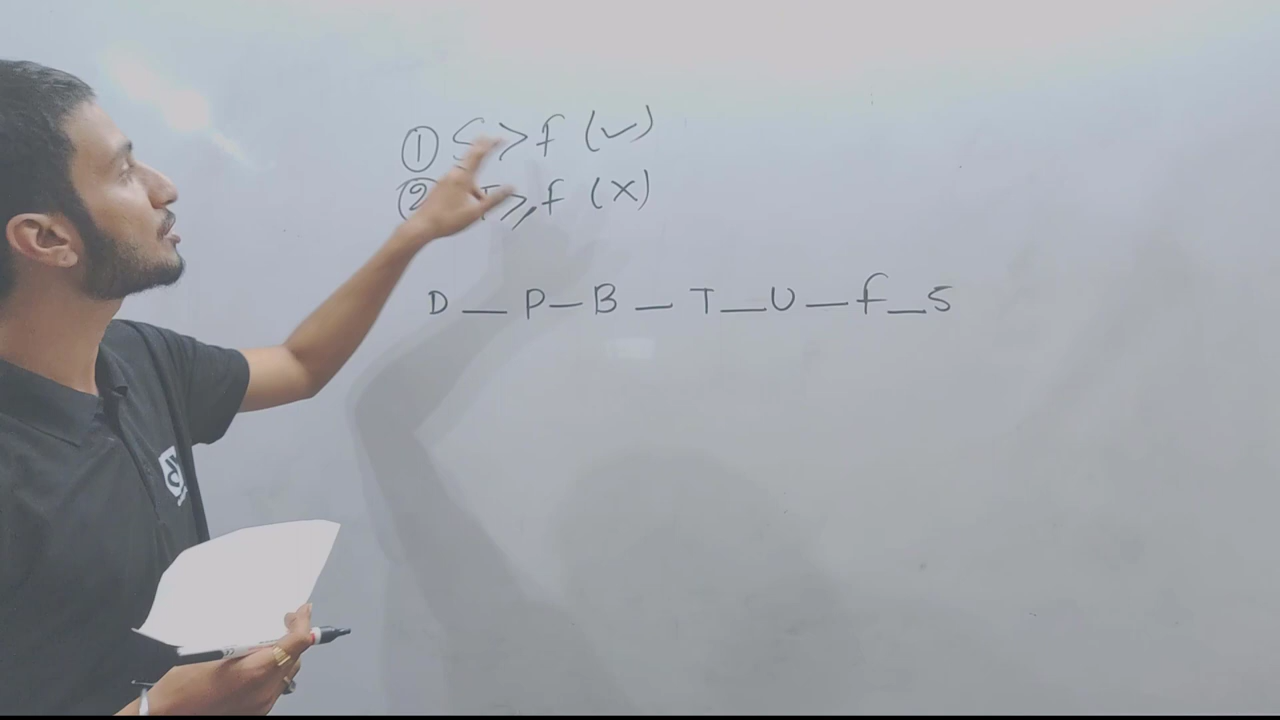 ① S > f (✓)
② T ⩾ f (×)
D _ P _ B _ T _ U _ f _ S